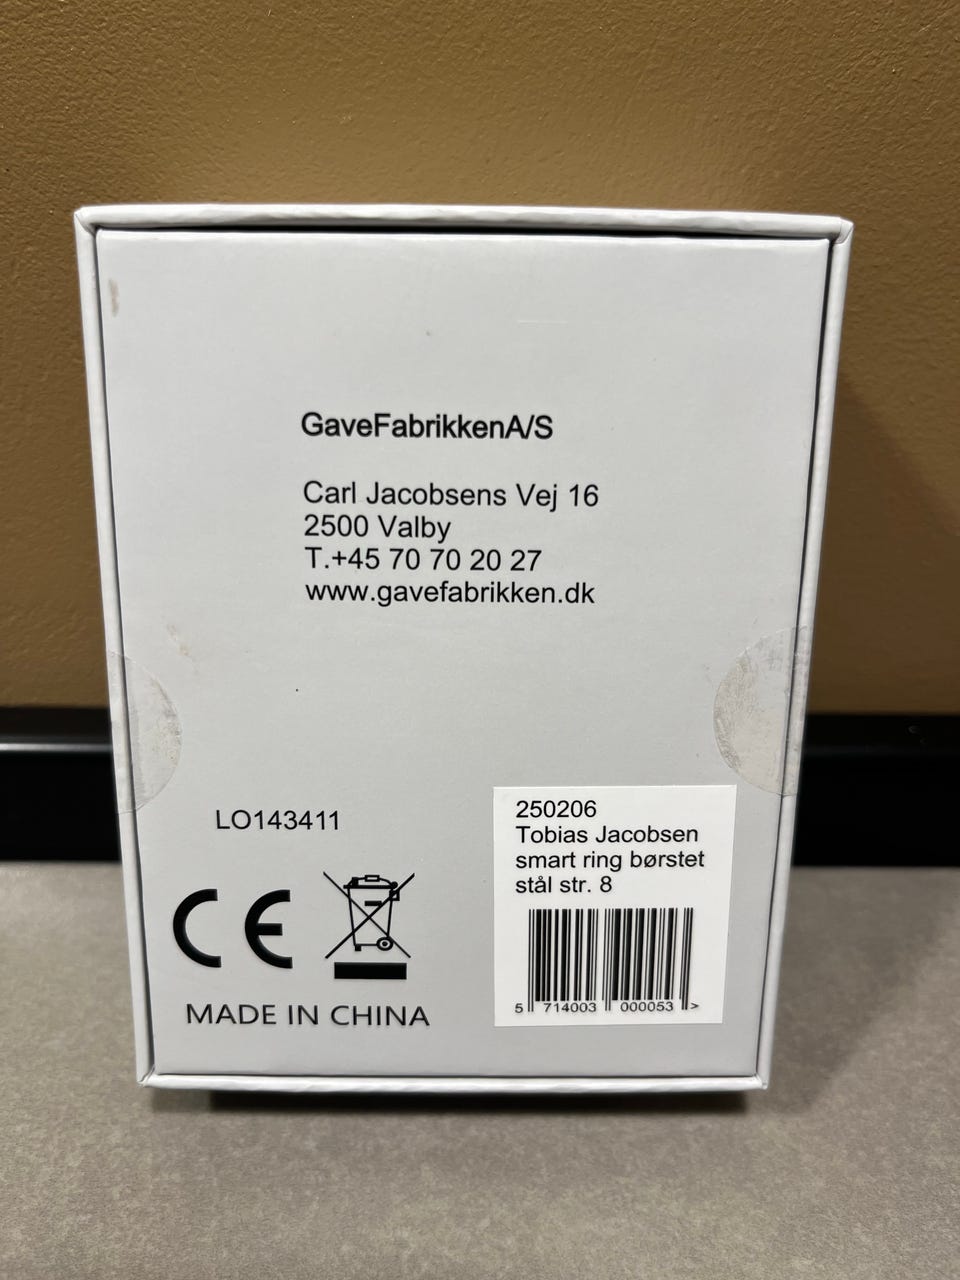 GaveFabrikkenA/S
Carl Jacobsens Vej 16
2500 Valby
T.+45 70 70 20 27
www.gavefabrikken.dk
LO143411
CE
MADE IN CHINA
250206
Tobias Jacobsen
smart ring børstet
stål str. 8
5 714003 000053 >